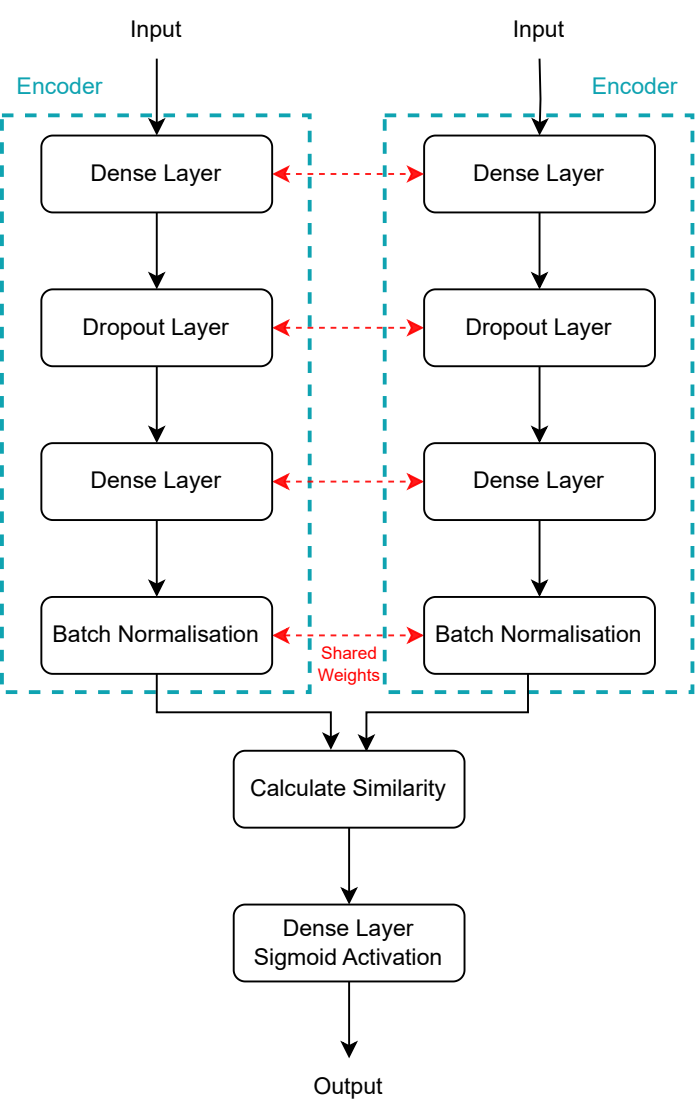 Input
Input
Encoder
Encoder
Dense Layer
Dense Layer
Dropout Layer
Dropout Layer
Dense Layer
Dense Layer
Batch Normalisation
Batch Normalisation
Shared
Weights
Calculate Similarity
Dense Layer
Sigmoid Activation
Output